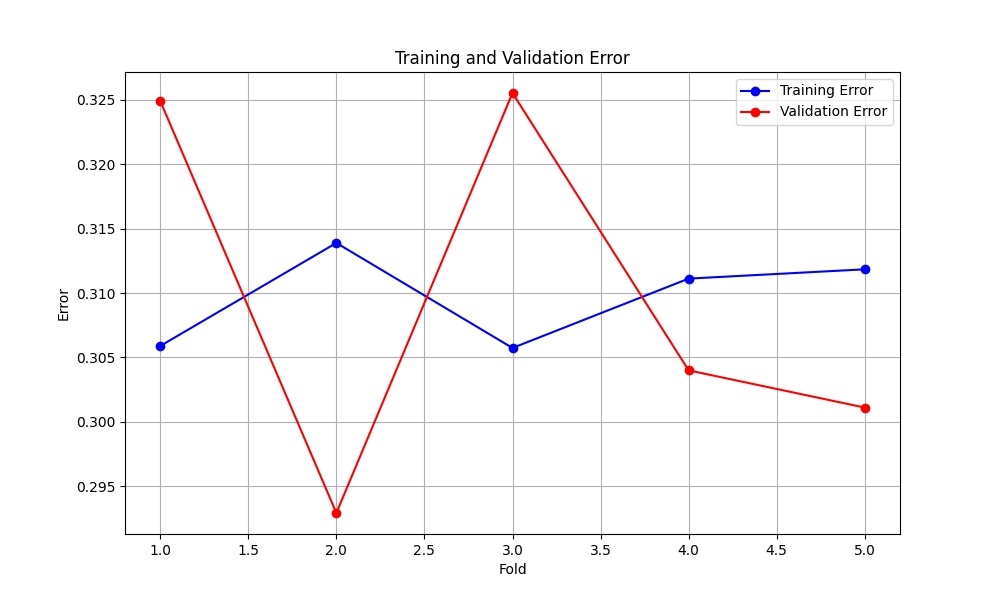 Training and Validation Error
Training Error
Validation Error
0.325
0.320
0.315
0.310
0.305
0.300
0.295
Error
1.0 1.5 2.0 2.5 3.0 3.5 4.0 4.5 5.0
Fold